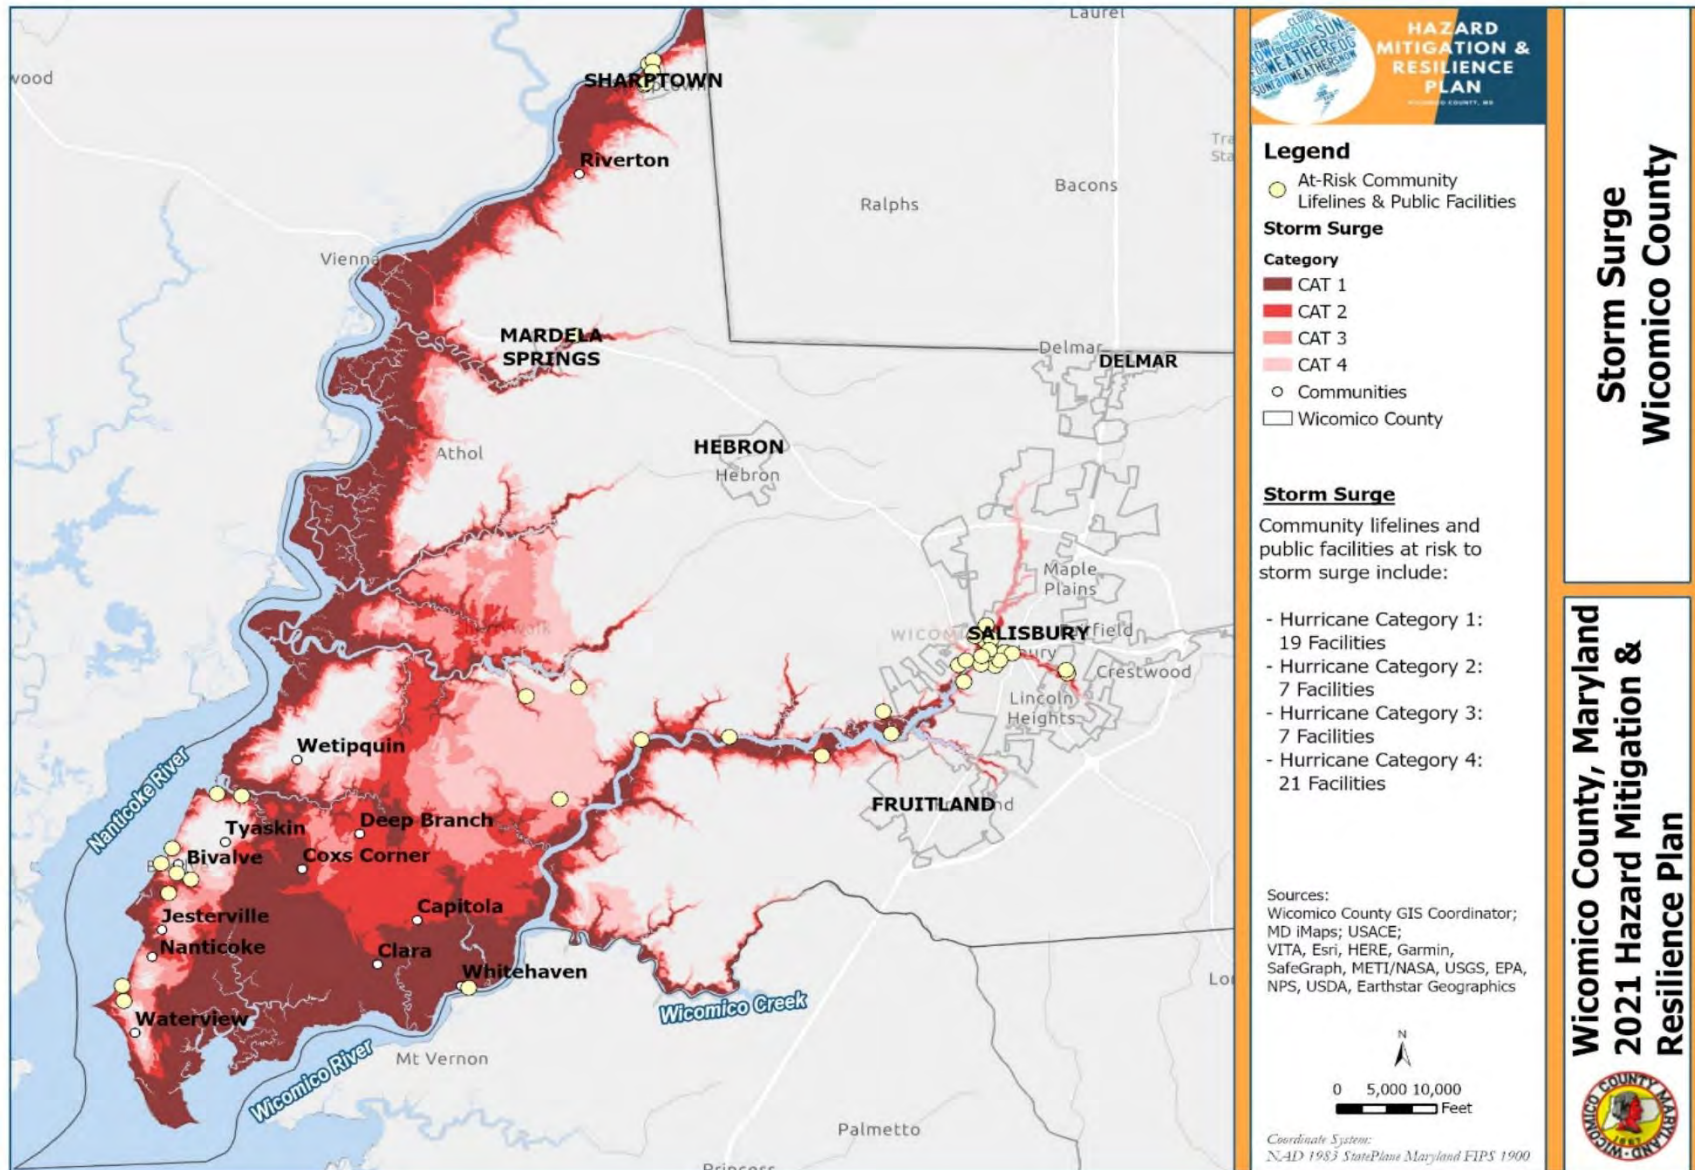 Laurel
wood
SHARPTOWN
Riverton
Bacons
Ralphs
Vienna
MARDELA
SPRINGS
Delmar
DELMAR
Athol
HEBRON
Hebron
Maple
Plains
SALISBURY
Crestwood
Lincoln
Heights
Wetipquin
Nanticoke River
FRUITLAND
Tyaskin
Deep Branch
Bivalve
Coxs Corner
Jesterville
Capitola
Nanticoke
Clara
Whitehaven
Wicomico Creek
Waterview
Wicomico River
Mt Vernon
Palmetto
HAZARD
MITIGATION &
RESILIENCE
PLAN
WICOMICO COUNTY, MD
Legend
At-Risk Community
Lifelines & Public Facilities
Storm Surge
Category
CAT 1
CAT 2
CAT 3
CAT 4
Communities
Wicomico County
Storm Surge
Community lifelines and
public facilities at risk to
storm surge include:
- Hurricane Category 1:
19 Facilities
- Hurricane Category 2:
7 Facilities
- Hurricane Category 3:
7 Facilities
- Hurricane Category 4:
21 Facilities
Sources:
Wicomico County GIS Coordinator;
MD iMaps; USACE;
VITA, Esri, HERE, Garmin,
SafeGraph, METI/NASA, USGS, EPA,
NPS, USDA, Earthstar Geographics
N
0 5,000 10,000
Feet
Coordinate System:
NAD 1983 StatePlane Maryland FIPS 1900
Storm Surge
Wicomico County
Wicomico County, Maryland
2021 Hazard Mitigation &
Resilience Plan
WICOMICO COUNTY MARYLAND
1867